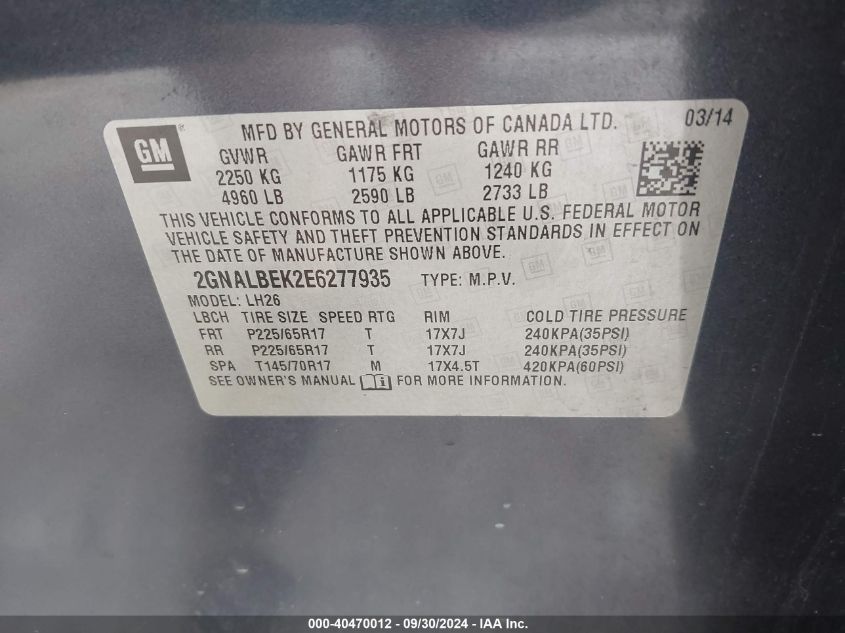 GM
MFD BY GENERAL MOTORS OF CANADA LTD. 03/14
GVWR GAWR FRT GAWR RR
2250 KG 1175 KG 1240 KG
4960 LB 2590 LB 2733 LB
THIS VEHICLE CONFORMS TO ALL APPLICABLE U.S. FEDERAL MOTOR
VEHICLE SAFETY AND THEFT PREVENTION STANDARDS IN EFFECT ON
THE DATE OF MANUFACTURE SHOWN ABOVE.
2GNALBEK2E6277935 TYPE: M.P.V.
MODEL: LH26
LBCH TIRE SIZE SPEED RTG RIM COLD TIRE PRESSURE
FRT P225/65R17 T 17X7J 240KPA(35PSI)
RR P225/65R17 T 17X7J 240KPA(35PSI)
SPA T145/70R17 M 17X4.5T 420KPA(60PSI)
SEE OWNER'S MANUAL FOR MORE INFORMATION.
000-40470012 - 09/30/2024 - IAA Inc.